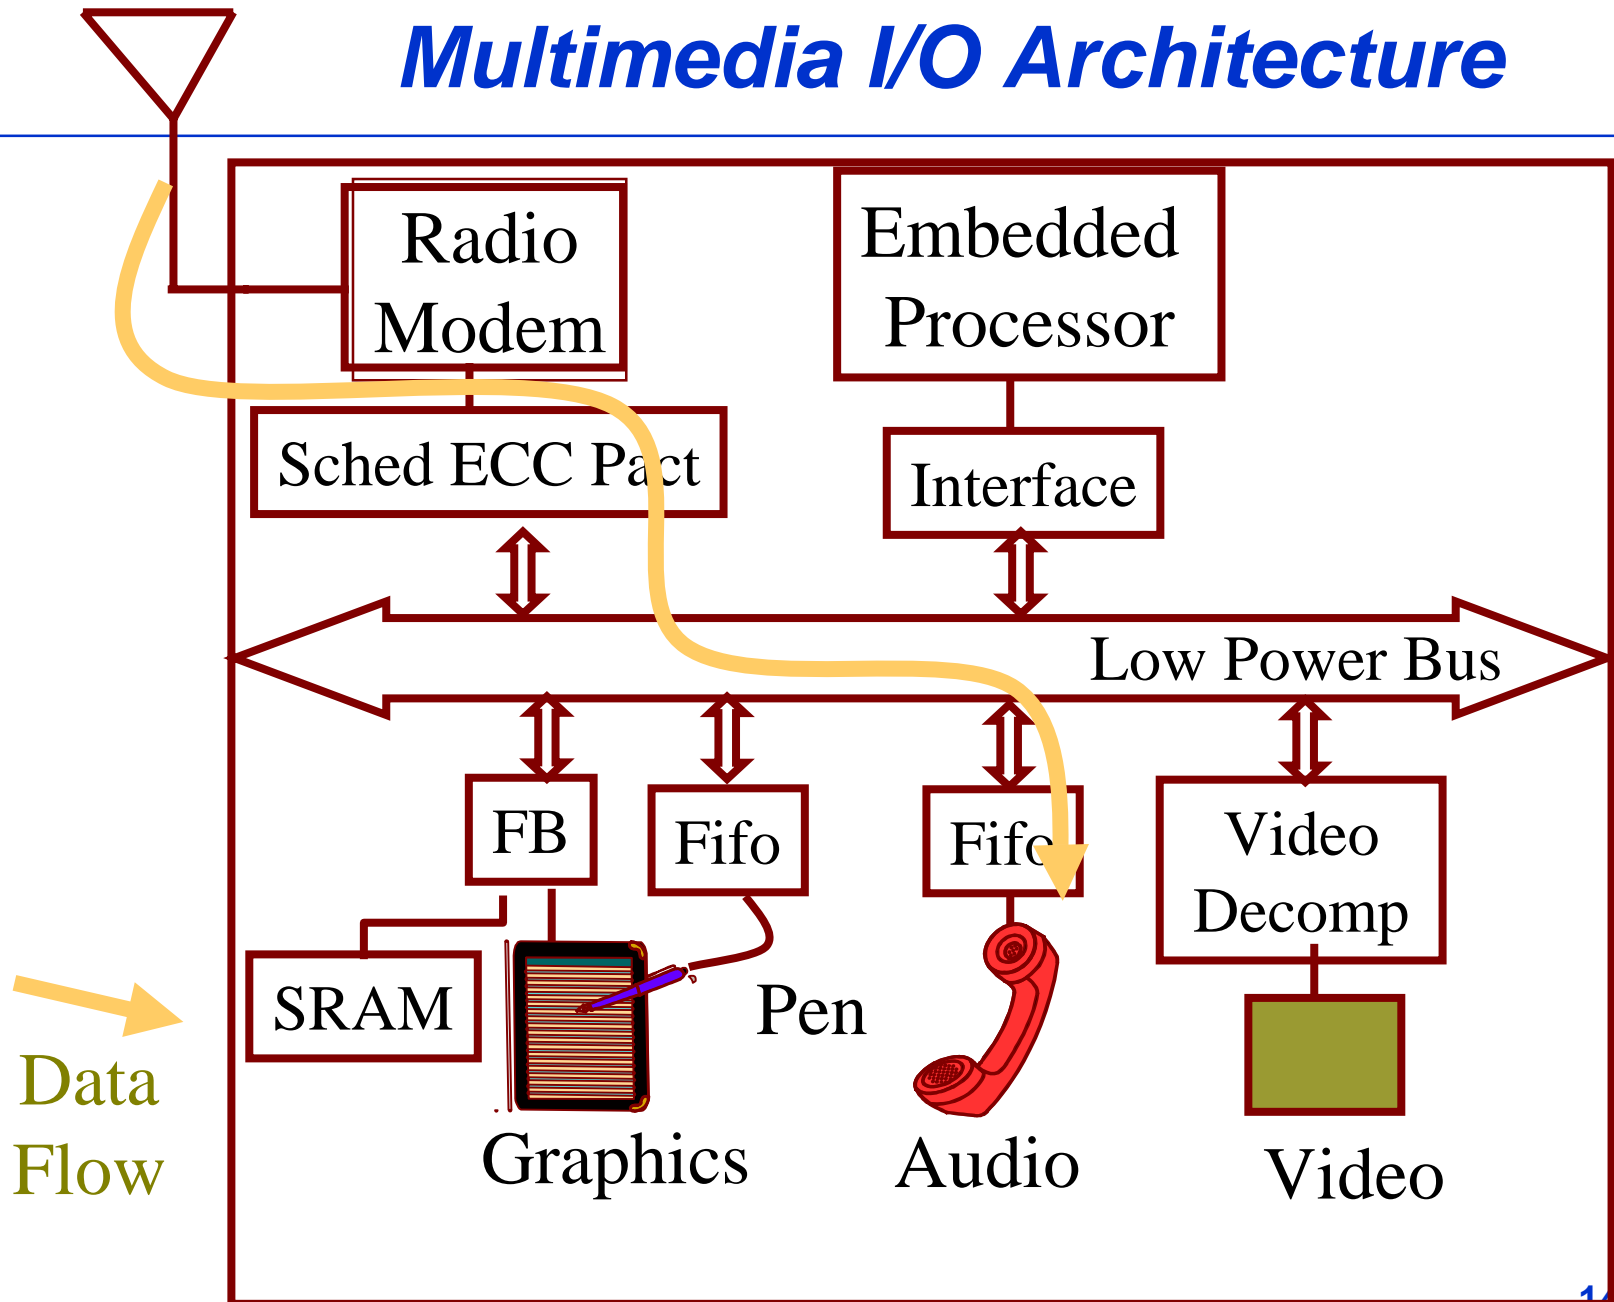 Multimedia I/O Architecture
Radio
Modem
Embedded
Processor
Sched ECC Pact
Interface
Low Power Bus
FB
Fifo
Fifo
Video
Decomp
SRAM
Pen
Data
Flow
Graphics
Audio
Video